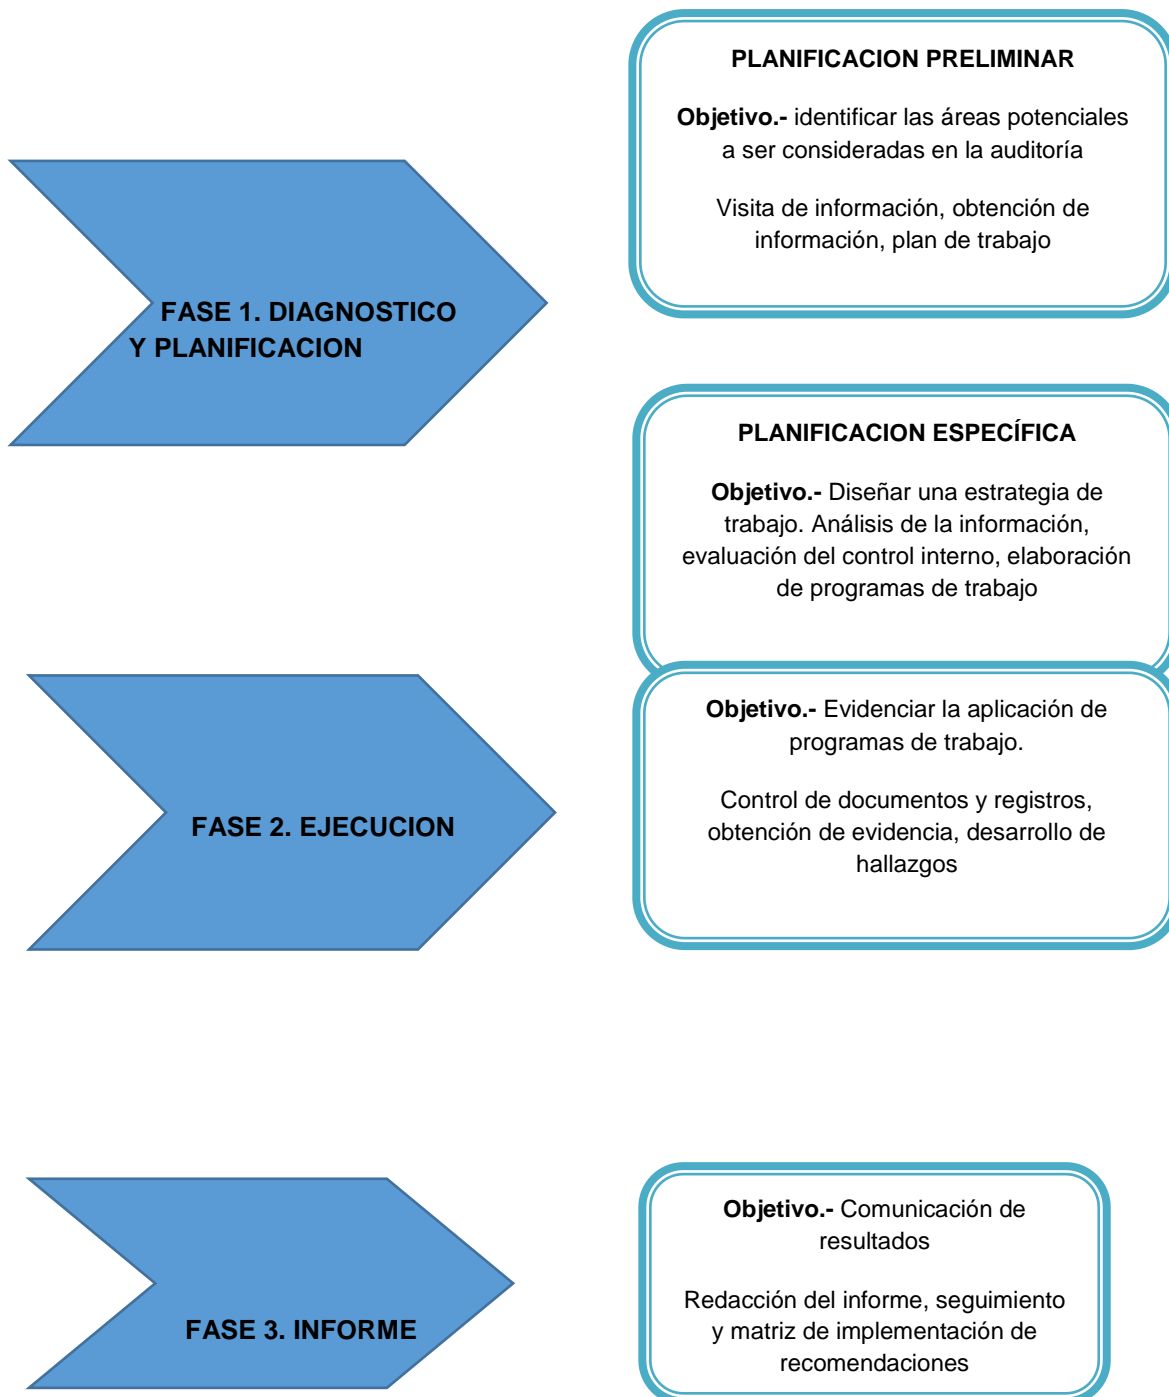 PLANIFICACION PRELIMINAR
Objetivo.- identificar las áreas potenciales
a ser consideradas en la auditoría
Visita de información, obtención de
información, plan de trabajo
FASE 1. DIAGNOSTICO
Y PLANIFICACION
PLANIFICACION ESPECÍFICA
Objetivo.- Diseñar una estrategia de
trabajo. Análisis de la información,
evaluación del control interno, elaboración
de programas de trabajo
FASE 2. EJECUCION
Objetivo.- Evidenciar la aplicación de
programas de trabajo.
Control de documentos y registros,
obtención de evidencia, desarrollo de
hallazgos
FASE 3. INFORME
Objetivo.- Comunicación de
resultados
Redacción del informe, seguimiento
y matriz de implementación de
recomendaciones